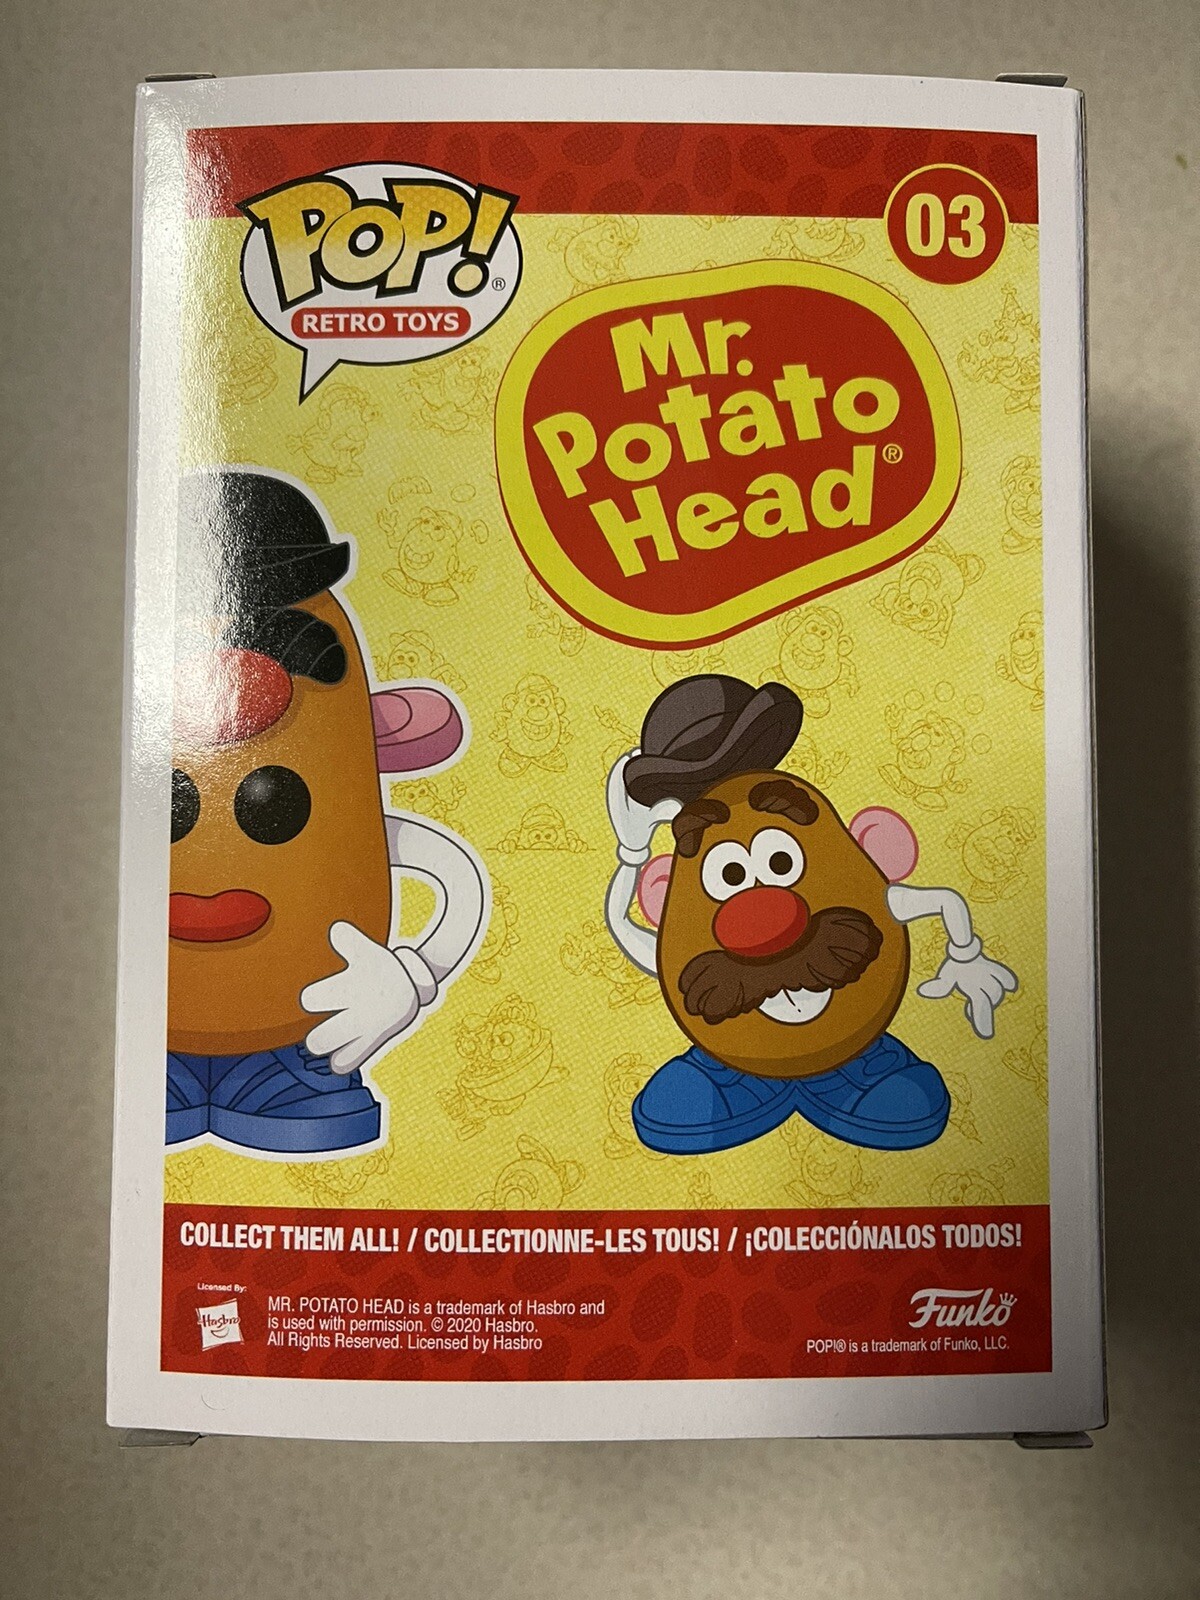 POP!®
RETRO TOYS
03
Mr.
Potato
Head®
COLLECT THEM ALL! / COLLECTIONNE-LES TOUS! / ¡COLECCIÓNALOS TODOS!
Licensed By:
Hasbro
MR. POTATO HEAD is a trademark of Hasbro and
is used with permission. © 2020 Hasbro.
All Rights Reserved. Licensed by Hasbro
Funko
POP!® is a trademark of Funko, LLC.